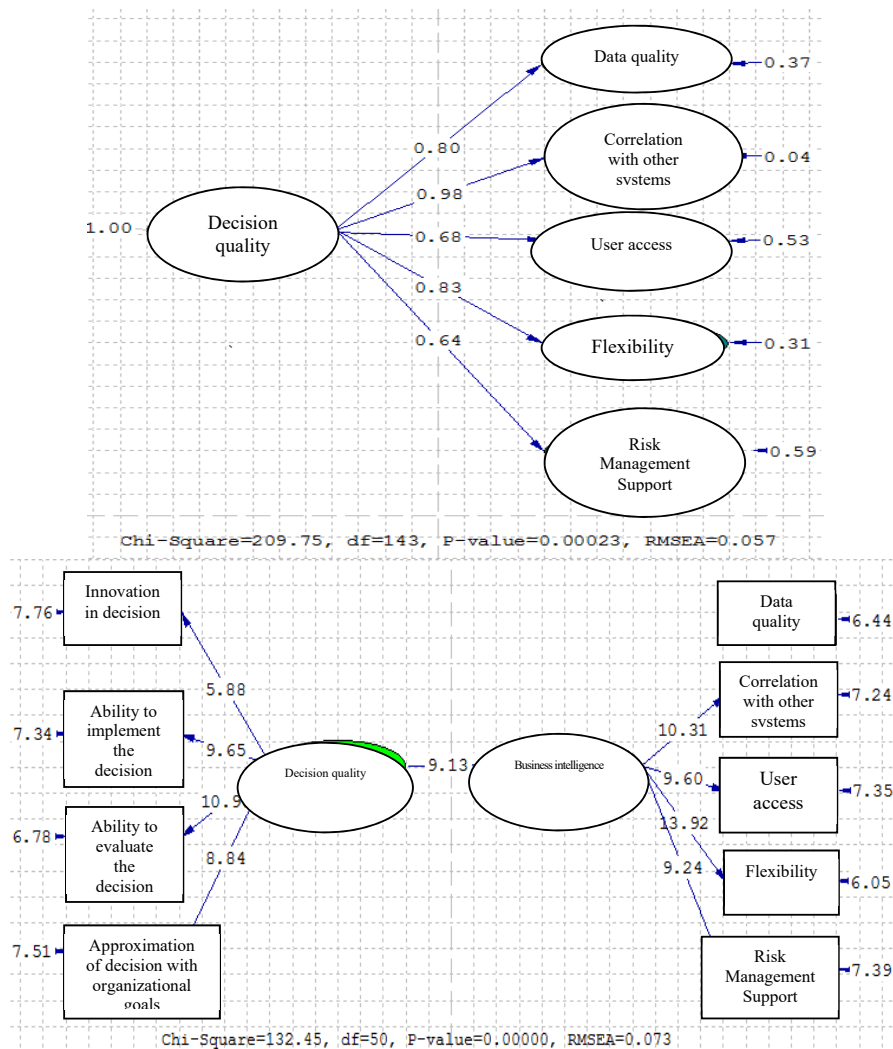 Data quality
0.37
0.80
Correlation
with other
systems
0.04
0.98
1.00
Decision
quality
0.68
User access
0.53
0.83
Flexibility
0.31
0.64
Risk
Management
Support
0.59
Chi-Square=209.75, df=143, P-value=0.00023, RMSEA=0.057
Innovation
in decision
7.76
5.88
Ability to
implement
the
decision
7.34
9.65
Decision quality
10.9
Ability to
evaluate
the
decision
6.78
8.84
Approximation
of decision with
organizational
goals
7.51
9.13
Business intelligence
Data
quality
6.44
Correlation
with other
systems
7.24
10.31
User
access
7.35
9.60
13.92
Flexibility
6.05
9.24
Risk
Management
Support
7.39
Chi-Square=132.45, df=50, P-value=0.00000, RMSEA=0.073